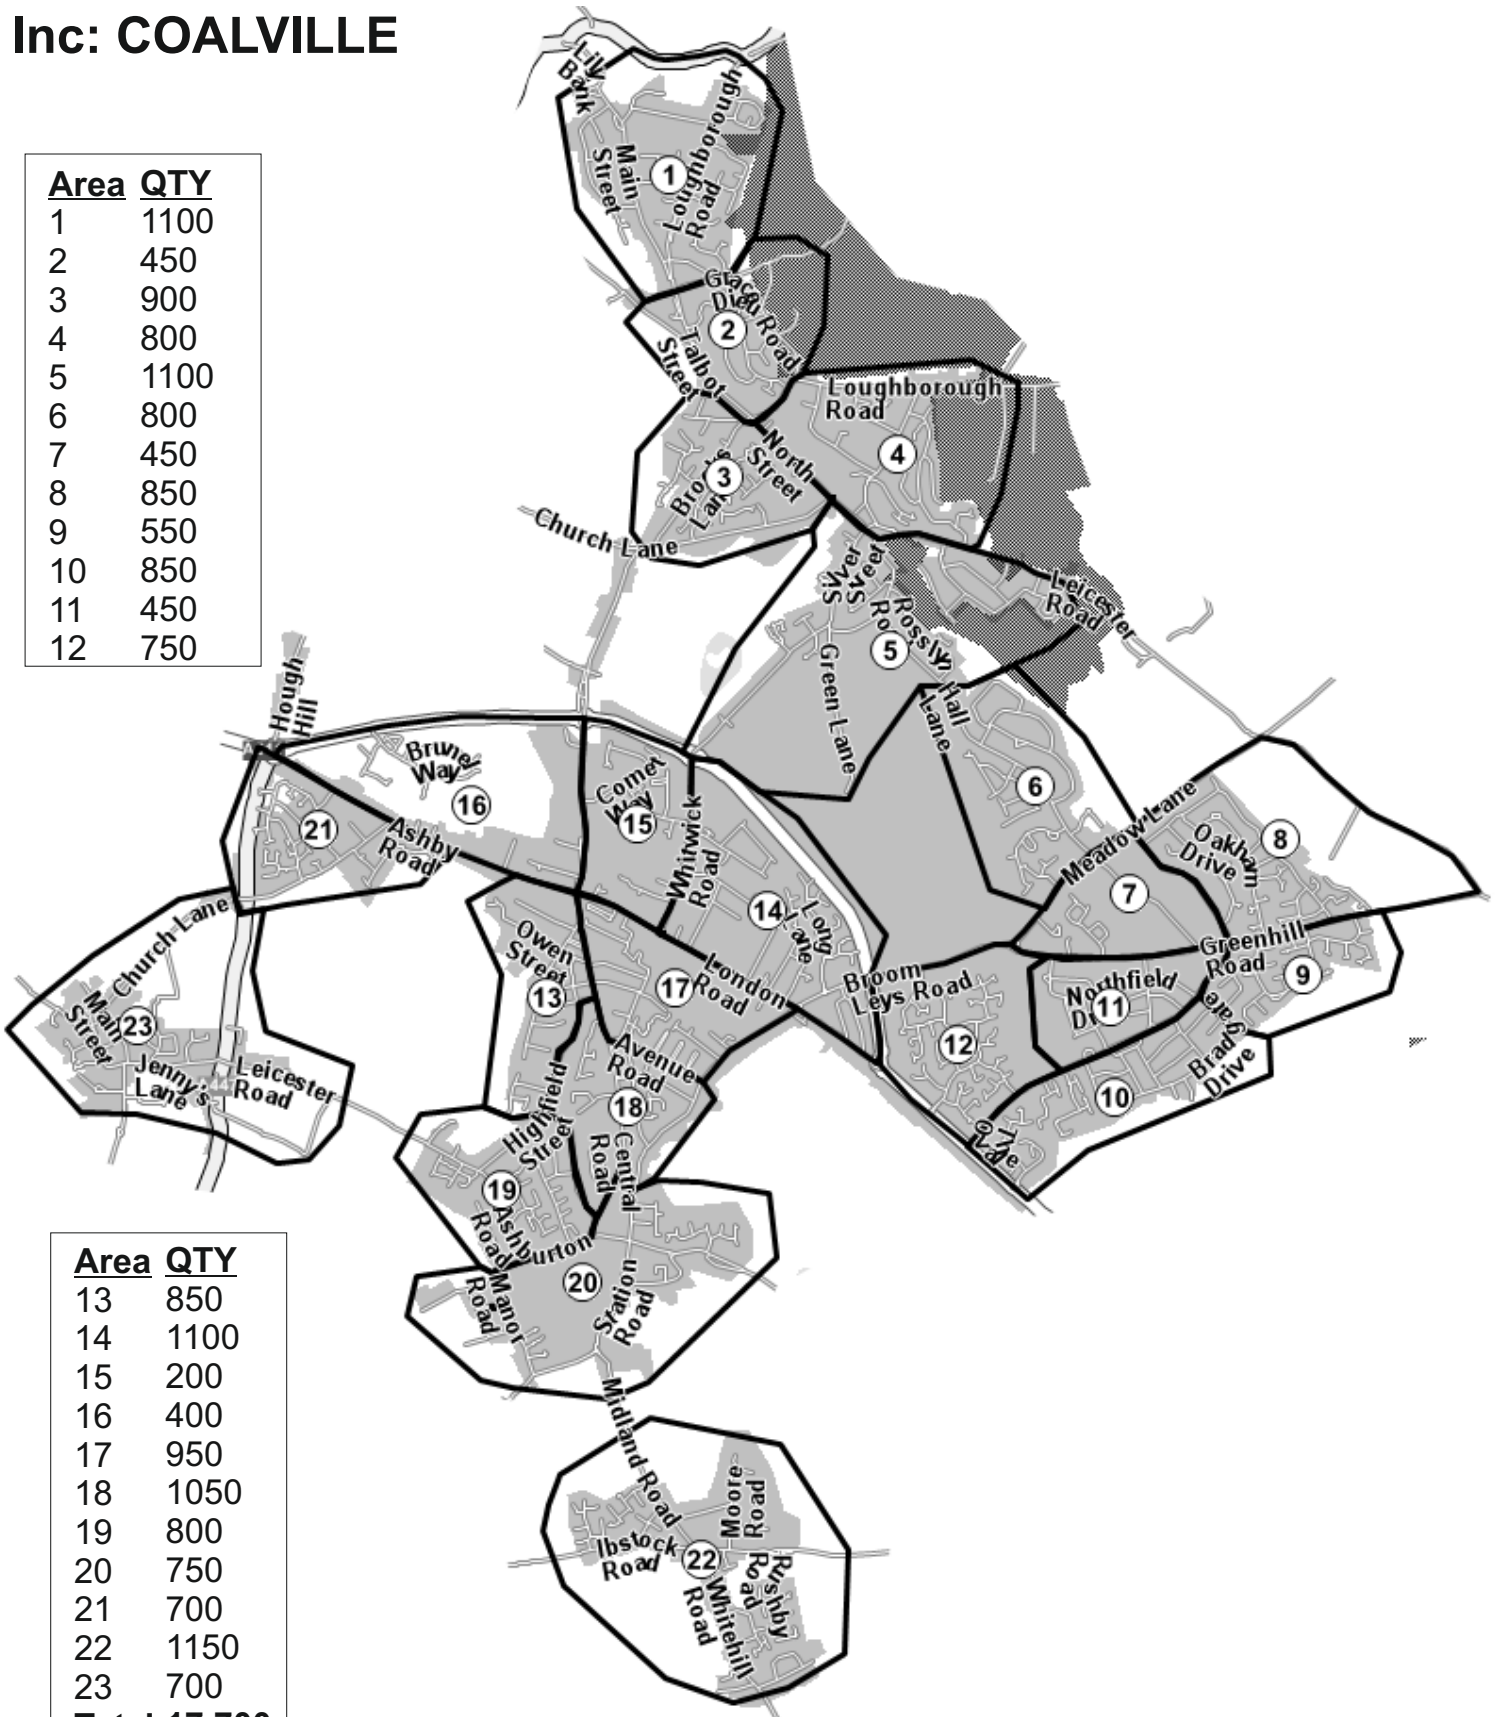 Inc: COALVILLE
Area QTY
1 1100
2 450
3 900
4 800
5 1100
6 800
7 450
8 850
9 550
10 850
11 450
12 750
Lily
Bank
Main
Street
Loughborough
Road
1
Grace
Dieu Road
2
Talbot
Street
Loughborough
Road
4
North
Street
3
Church Lane
Silver
Street
Leicester
Road
Rosslyn
5
Green Lane
Hall
Lane
Hough
Hill
Brunel
Way
16
Comet
Way
15
21
Ashby
Road
Whitwick
Road
6
Meadow Lane
Oakham
Drive
8
7
14
Long
Lane
Church Lane
Owen
Street
13
17
London
Road
Broom
Leys Road
Greenhill
Road
9
Northfield
11
Main
Street
23
Jenny's
Lane
44
Leicester
Road
Avenue
Road
12
Bradgate
Drive
10
18
Highfield
Street
Central
Road
Tyne
Oval
19
Ashburton
Road
20
Manor
Road
Station
Road
Area QTY
13 850
14 1100
15 200
16 400
17 950
18 1050
19 800
20 750
21 700
22 1150
23 700
Total 17,700
Midland Road
Moore
Road
Ibstock
Road
22
Rushby
Road
Whitehill
Road